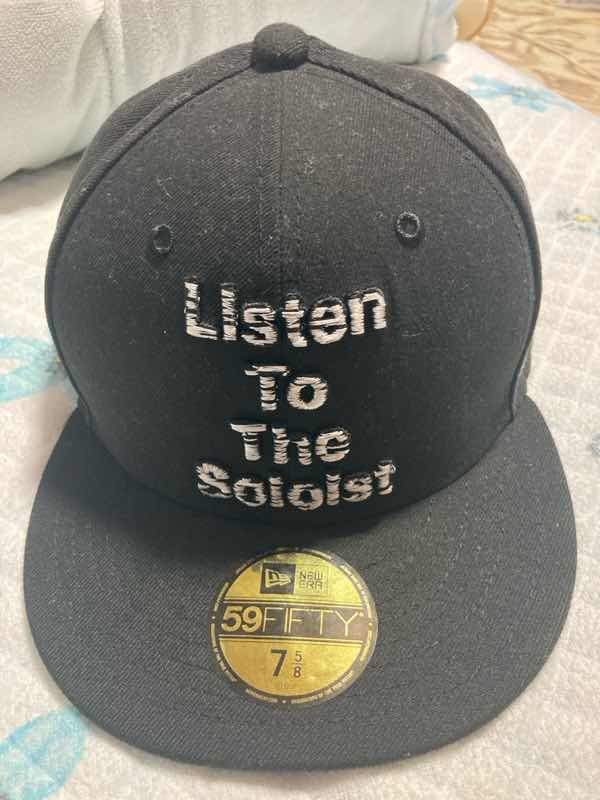 Listen
To
The
Soloist
NEW
ERA
59FIFTY
7 5/8